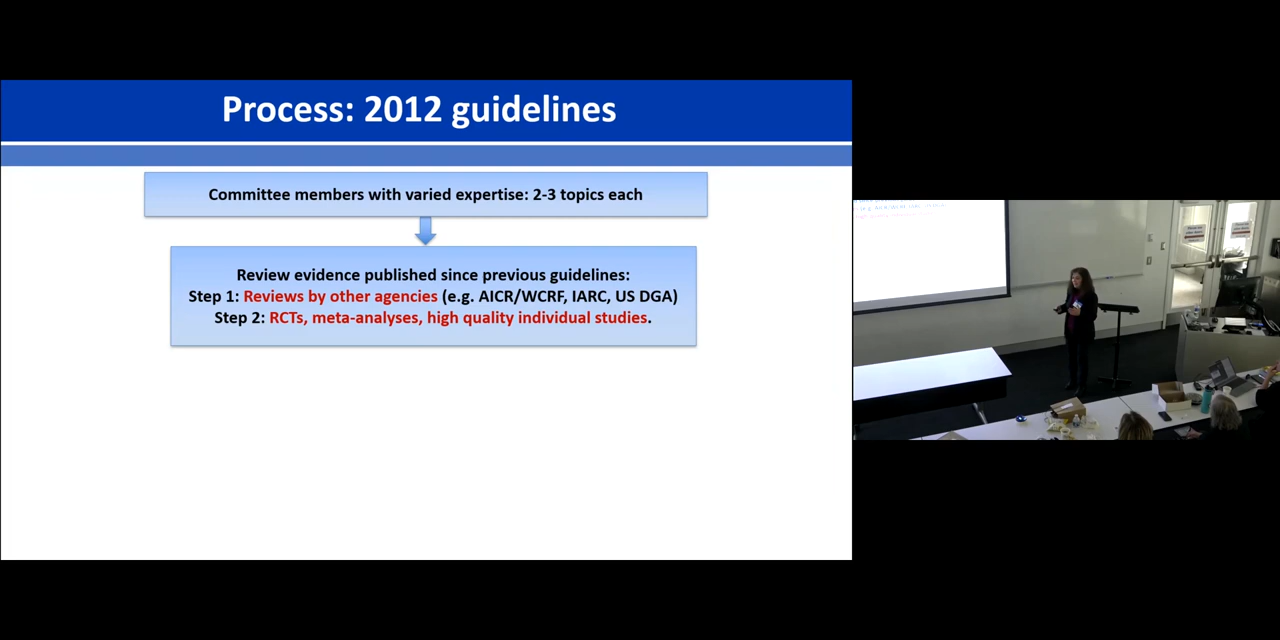 Process: 2012 guidelines
Committee members with varied expertise: 2-3 topics each
Review evidence published since previous guidelines:
Step 1: Reviews by other agencies (e.g. AICR/WCRF, IARC, US DGA)
Step 2: RCTs, meta-analyses, high quality individual studies.